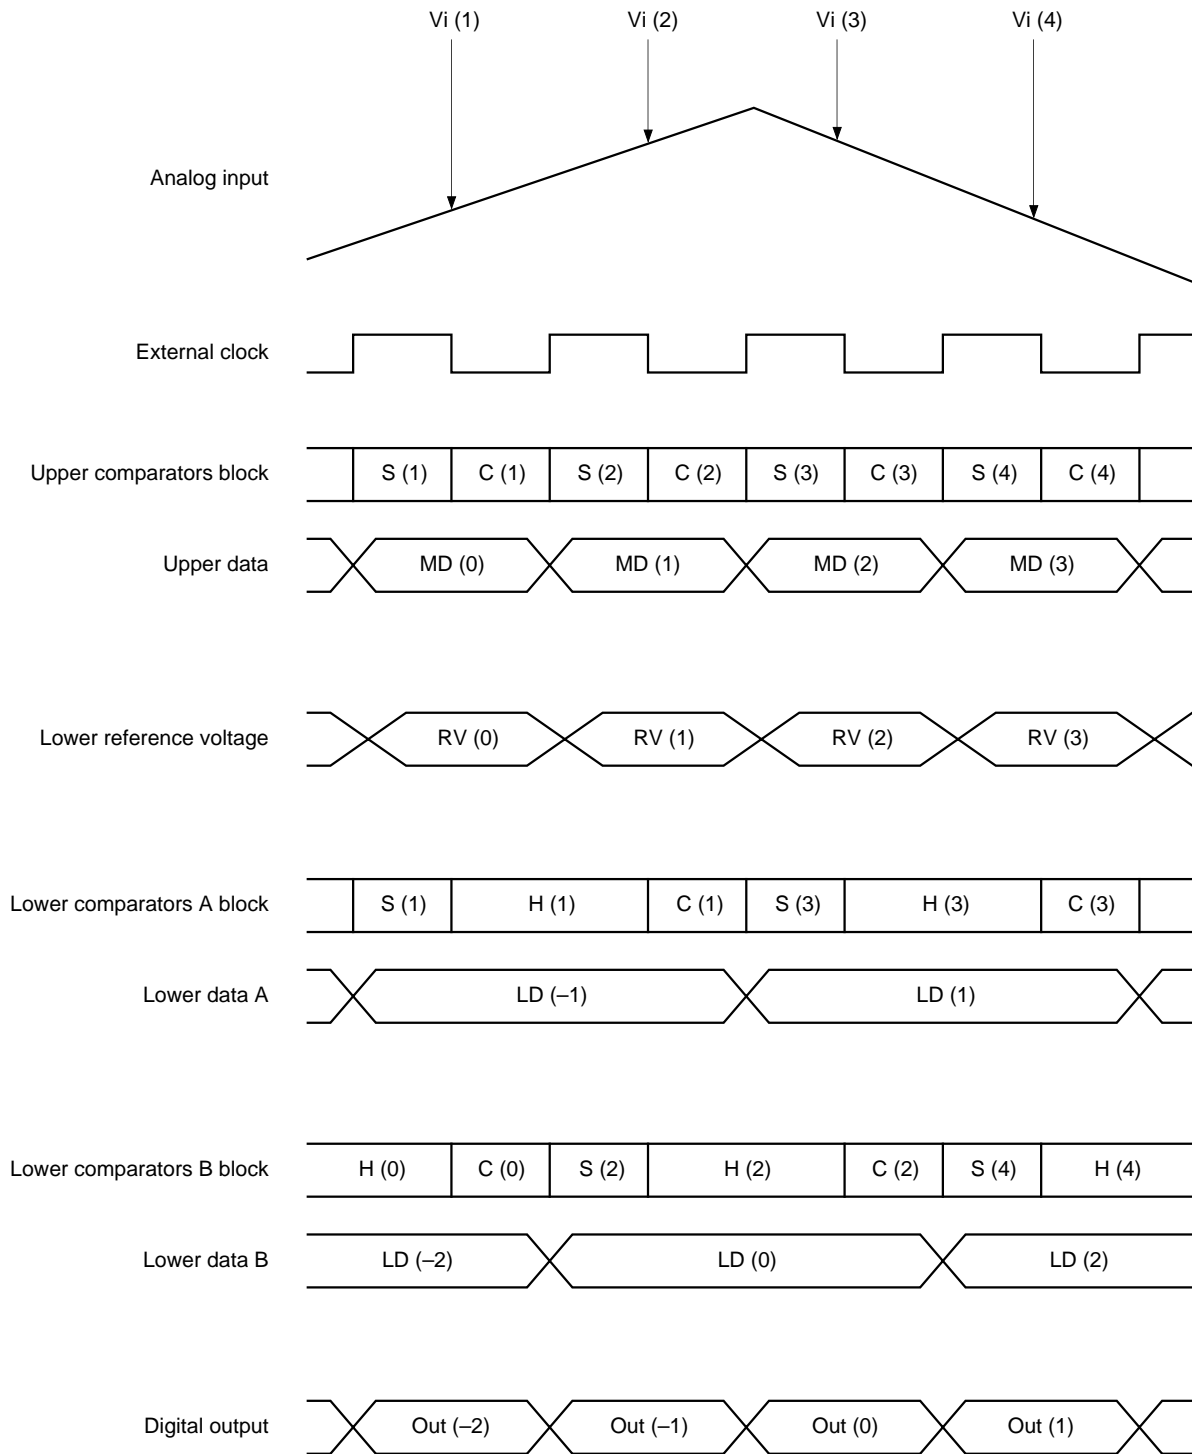 Vi (1) Vi (2) Vi (3) Vi (4)
Analog input
External clock
Upper comparators block S (1) C (1) S (2) C (2) S (3) C (3) S (4) C (4)
Upper data MD (0) MD (1) MD (2) MD (3)
Lower reference voltage RV (0) RV (1) RV (2) RV (3)
Lower comparators A block S (1) H (1) C (1) S (3) H (3) C (3)
Lower data A LD (–1) LD (1)
Lower comparators B block H (0) C (0) S (2) H (2) C (2) S (4) H (4)
Lower data B LD (–2) LD (0) LD (2)
Digital output Out (–2) Out (–1) Out (0) Out (1)